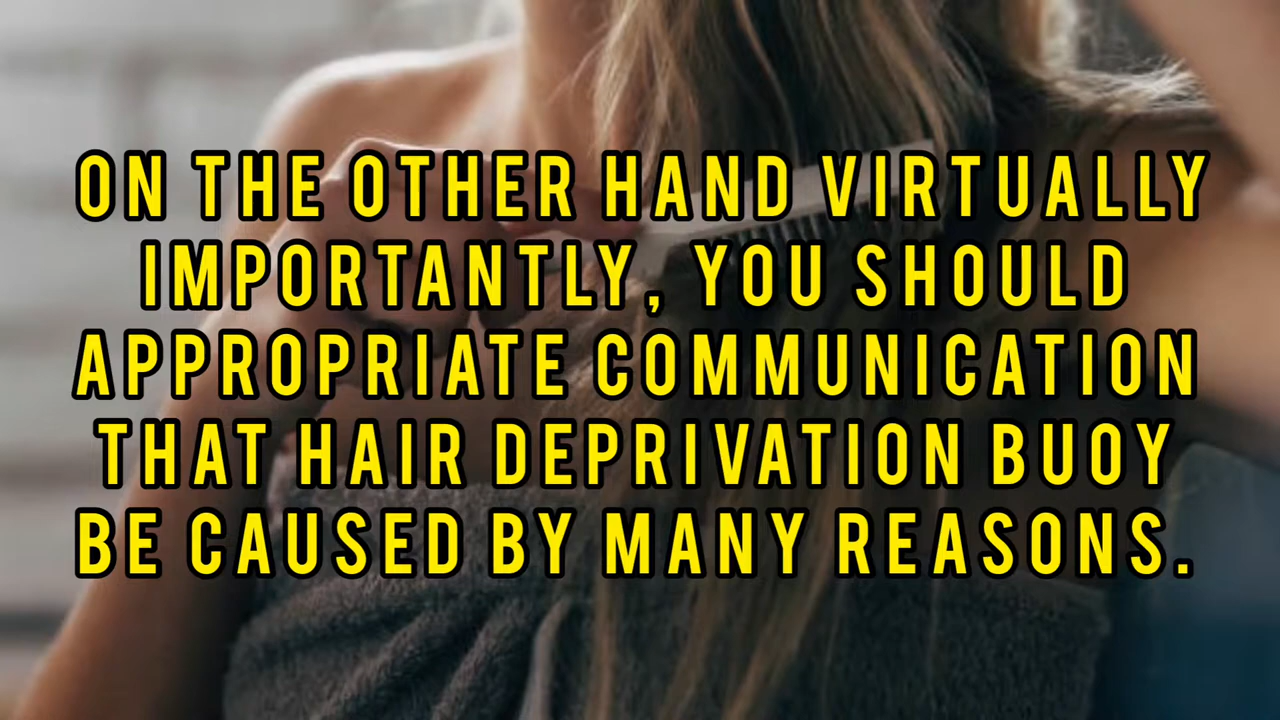 ON THE OTHER HAND VIRTUALLY
IMPORTANTLY, YOU SHOULD
APPROPRIATE COMMUNICATION
THAT HAIR DEPRIVATION BUOY
BE CAUSED BY MANY REASONS.